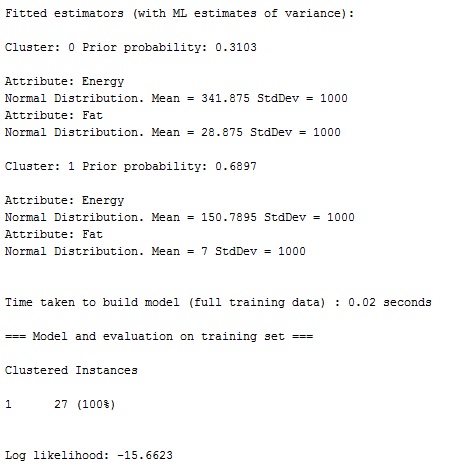 Fitted estimators (with ML estimates of variance):
Cluster: 0 Prior probability: 0.3103
Attribute: Energy
Normal Distribution. Mean = 341.875 StdDev = 1000
Attribute: Fat
Normal Distribution. Mean = 28.875 StdDev = 1000
Cluster: 1 Prior probability: 0.6897
Attribute: Energy
Normal Distribution. Mean = 150.7895 StdDev = 1000
Attribute: Fat
Normal Distribution. Mean = 7 StdDev = 1000
Time taken to build model (full training data) : 0.02 seconds
=== Model and evaluation on training set ===
Clustered Instances
1      27 (100%)
Log likelihood: -15.6623